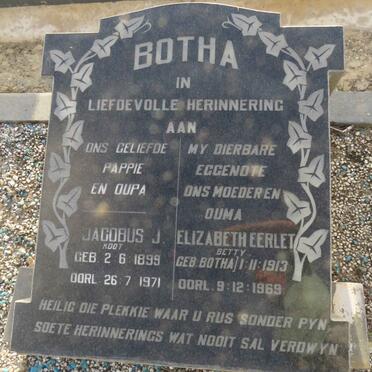 BOTHA
IN
LIEFDEVOLLE HERINNERING
AAN
ONS GELIEFDE
PAPPIE
EN OUPA
JACOBUS J.
KOOT
GEB. 2·6·1899
OORL. 26·7·1971
MY DIERBARE
EGGENOTE
ONS MOEDER EN
OUMA
ELIZABETH EERLET
BETTY
GEB. BOTHA 1·11·1913
OORL. 9·12·1969
HEILIG DIE PLEKKIE WAAR U RUS SONDER PYN
SOETE HERINNERINGS WAT NOOIT SAL VERDWYN